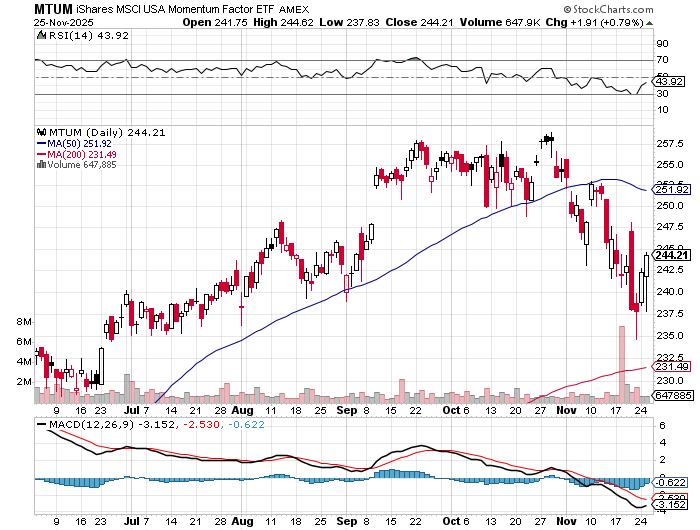 MTUM iShares MSCI USA Momentum Factor ETF AMEX
© StockCharts.com
25-Nov-2025
Open 241.75 High 244.62 Low 237.83 Close 244.21 Volume 647.9K Chg +1.91 (+0.79%)
RSI(14) 43.92
90
70
50
43.92
30
10
MTUM (Daily) 244.21
MA(50) 251.92
MA(200) 231.49
Volume 647,885
257.5
255.0
251.92
250.0
247.5
244.21
242.5
240.0
237.5
235.0
232.5
231.49
230.0
647885
8M
6M
4M
2M
9 16 23 Jul 7 14 21 28 Aug 11 18 25 Sep 8 15 22 Oct 6 13 20 27 Nov 10 17 24
MACD(12,26,9) -3.152, -2.530, -0.622
6
4
2
0
-0.622
-2.530
-3.152
9 16 23 Jul 7 14 21 28 Aug 11 18 25 Sep 8 15 22 Oct 6 13 20 27 Nov 10 17 24